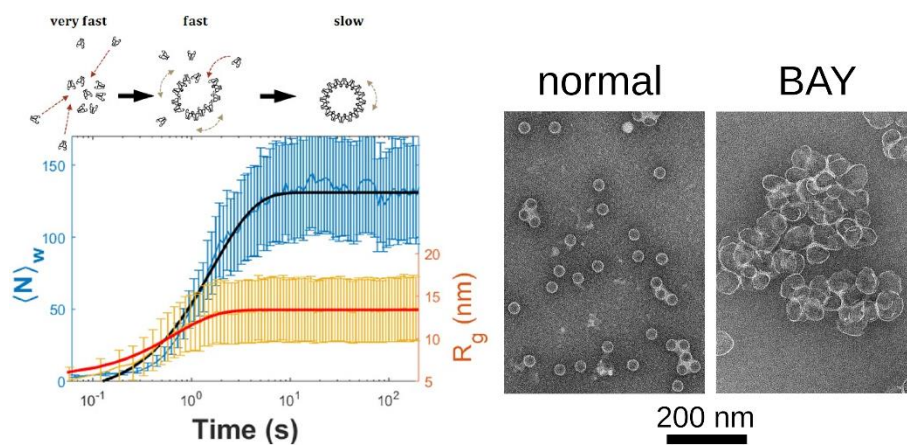 very fast
fast
slow
150
100
50
0
⟨N⟩w
20
15
10
5
Rg (nm)
10-1
100
101
102
Time (s)
normal
BAY
200 nm